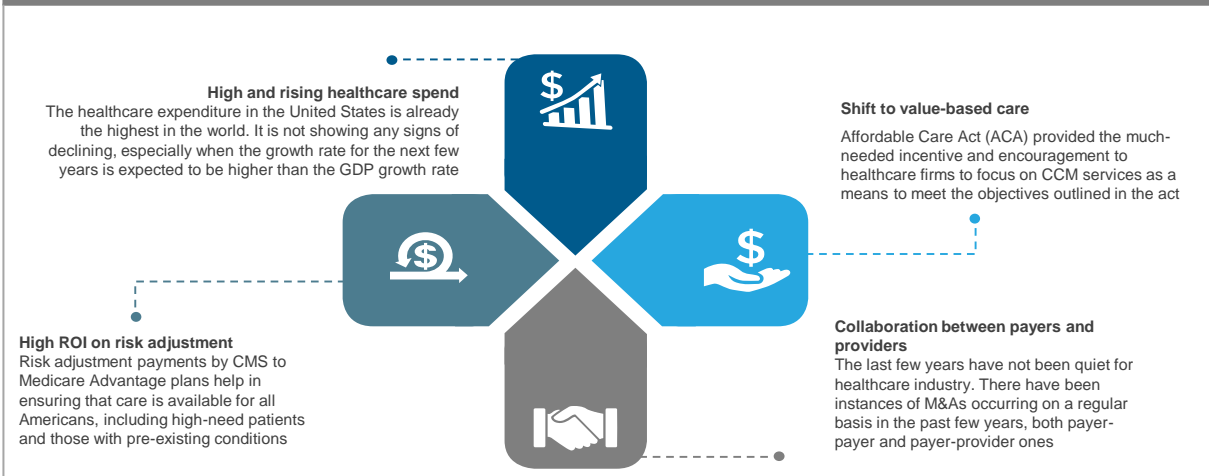 High and rising healthcare spend
The healthcare expenditure in the United States is already
the highest in the world. It is not showing any signs of
declining, especially when the growth rate for the next few
years is expected to be higher than the GDP growth rate
$
Shift to value-based care
Affordable Care Act (ACA) provided the much-
needed incentive and encouragement to
healthcare firms to focus on CCM services as a
means to meet the objectives outlined in the act
$
$
High ROI on risk adjustment
Risk adjustment payments by CMS to
Medicare Advantage plans help in
ensuring that care is available for all
Americans, including high-need patients
and those with pre-existing conditions
Collaboration between payers and
providers
The last few years have not been quiet for
healthcare industry. There have been
instances of M&As occurring on a regular
basis in the past few years, both payer-
payer and payer-provider ones